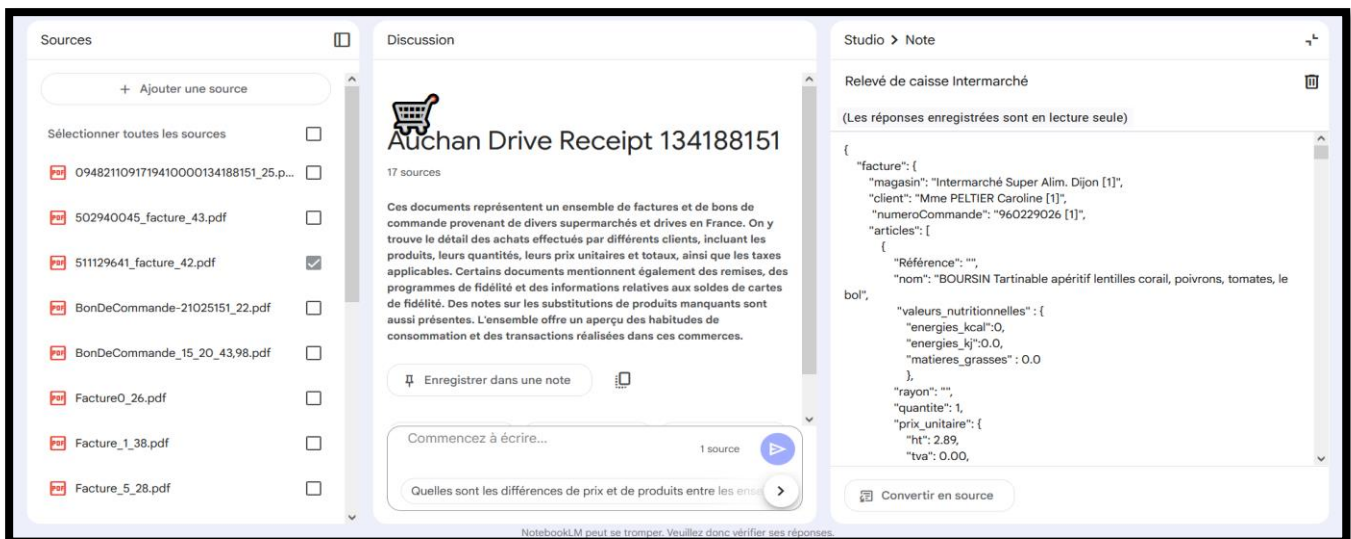 Sources
+ Ajouter une source
Sélectionner toutes les sources
PDF 0948211091719410000134188151_25.p...
PDF 502940045_facture_43.pdf
PDF 511129641_facture_42.pdf
PDF BonDeCommande-21025151_22.pdf
PDF BonDeCommande_15_20_43,98.pdf
PDF Facture0_26.pdf
PDF Facture_1_38.pdf
PDF Facture_5_28.pdf
Discussion
Auchan Drive Receipt 134188151
17 sources
Ces documents représentent un ensemble de factures et de bons de
commande provenant de divers supermarchés et drives en France. On y
trouve le détail des achats effectués par différents clients, incluant les
produits, leurs quantités, leurs prix unitaires et totaux, ainsi que les taxes
applicables. Certains documents mentionnent également des remises, des
programmes de fidélité et des informations relatives aux soldes de cartes
de fidélité. Des notes sur les substitutions de produits manquants sont
aussi présentes. L'ensemble offre un aperçu des habitudes de
consommation et des transactions réalisées dans ces commerces.
Enregistrer dans une note
Commencez à écrire...
1 source
Quelles sont les différences de prix et de produits entre les ense
Studio > Note
Relevé de caisse Intermarché
(Les réponses enregistrées sont en lecture seule)
{
"facture": {
"magasin": "Intermarché Super Alim. Dijon [1]",
"client": "Mme PELTIER Caroline [1]",
"numeroCommande": "960229026 [1]",
"articles": [
{
"Référence": "",
"nom": "BOURSIN Tartinable apéritif lentilles corail, poivrons, tomates, le
bol",
"valeurs_nutritionnelles" : {
"energies_kcal":0,
"energies_kj":0.0,
"matieres_grasses" : 0.0
},
"rayon": "",
"quantite": 1,
"prix_unitaire": {
"ht": 2.89,
"tva": 0.00,
Convertir en source
NotebookLM peut se tromper. Veuillez donc vérifier ses réponses.